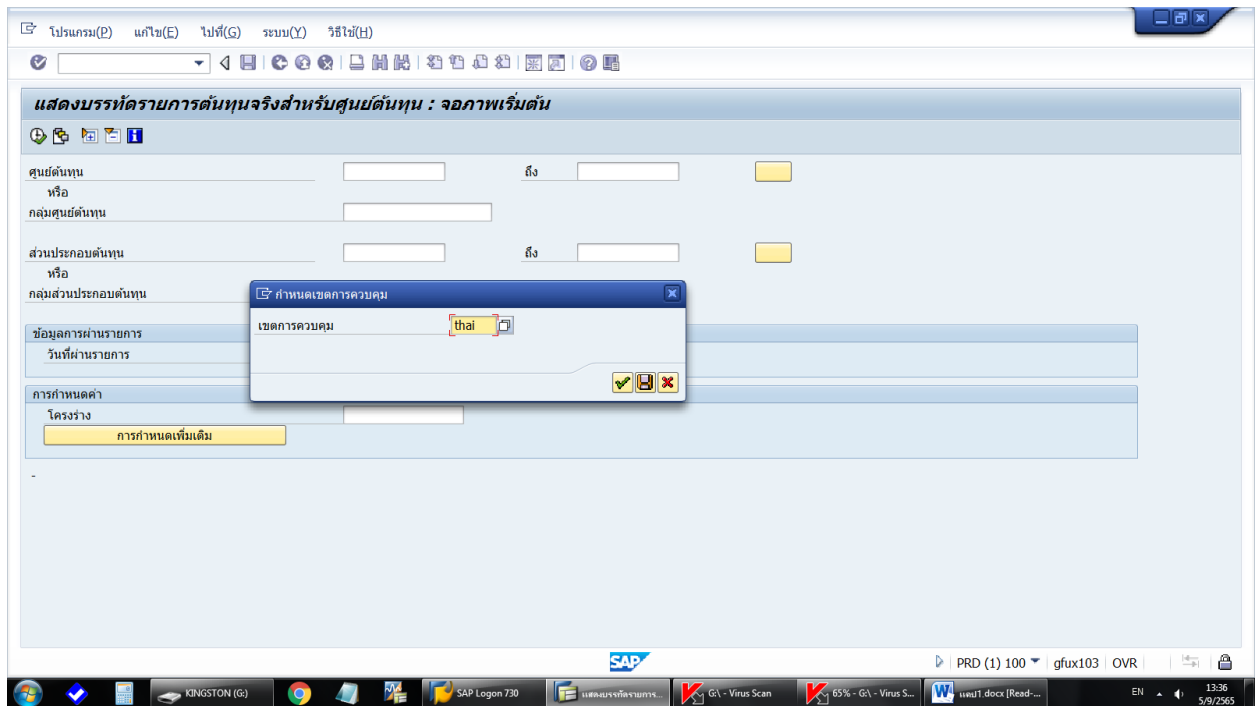 โปรแกรม(P) แก้ไข(E) ไปที่(G) ระบบ(Y) วิธีใช้(H)
แสดงบรรทัดรายการต้นทุนจริงสำหรับศูนย์ต้นทุน : จอภาพเริ่มต้น
ศูนย์ต้นทุน ถึง
หรือ
กลุ่มศูนย์ต้นทุน
ส่วนประกอบต้นทุน ถึง
หรือ
กลุ่มส่วนประกอบต้นทุน
กำหนดเขตการควบคุม
เขตการควบคุม thai
ข้อมูลการผ่านรายการ
วันที่ผ่านรายการ
การกำหนดค่า
โครงร่าง
การกำหนดเพิ่มเติม
SAP
PRD (1) 100 gfux103 OVR
KINGSTON (G:) SAP Logon 730 แสดงบรรทัดรายการ... G:\ - Virus Scan 65% - G:\ - Virus S... แคป1.docx [Read-... EN 13:36
5/9/2565